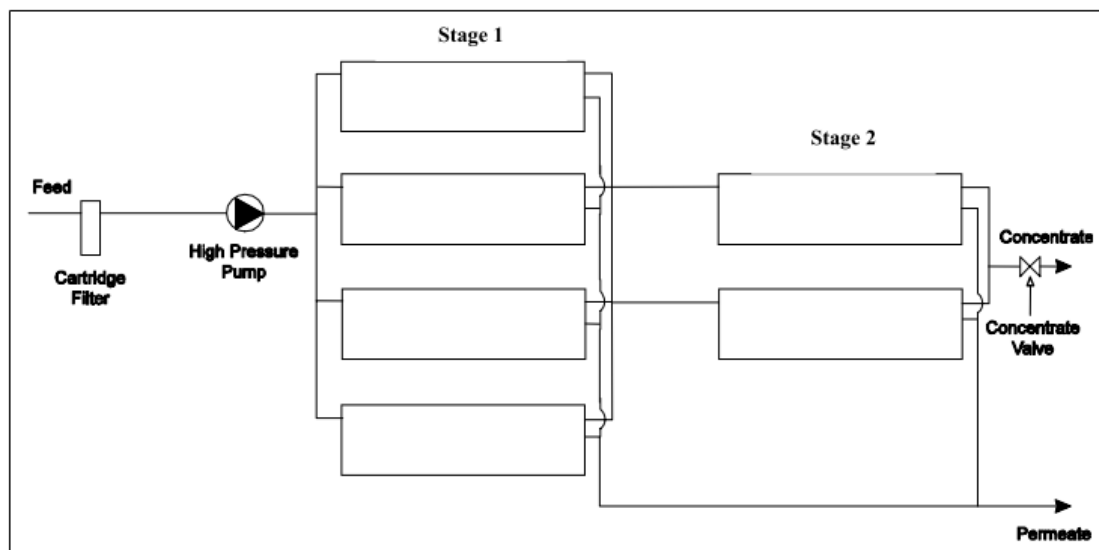 Stage 1
Stage 2
Feed
Cartridge
Filter
High Pressure
Pump
Concentrate
Concentrate
Valve
Permeate